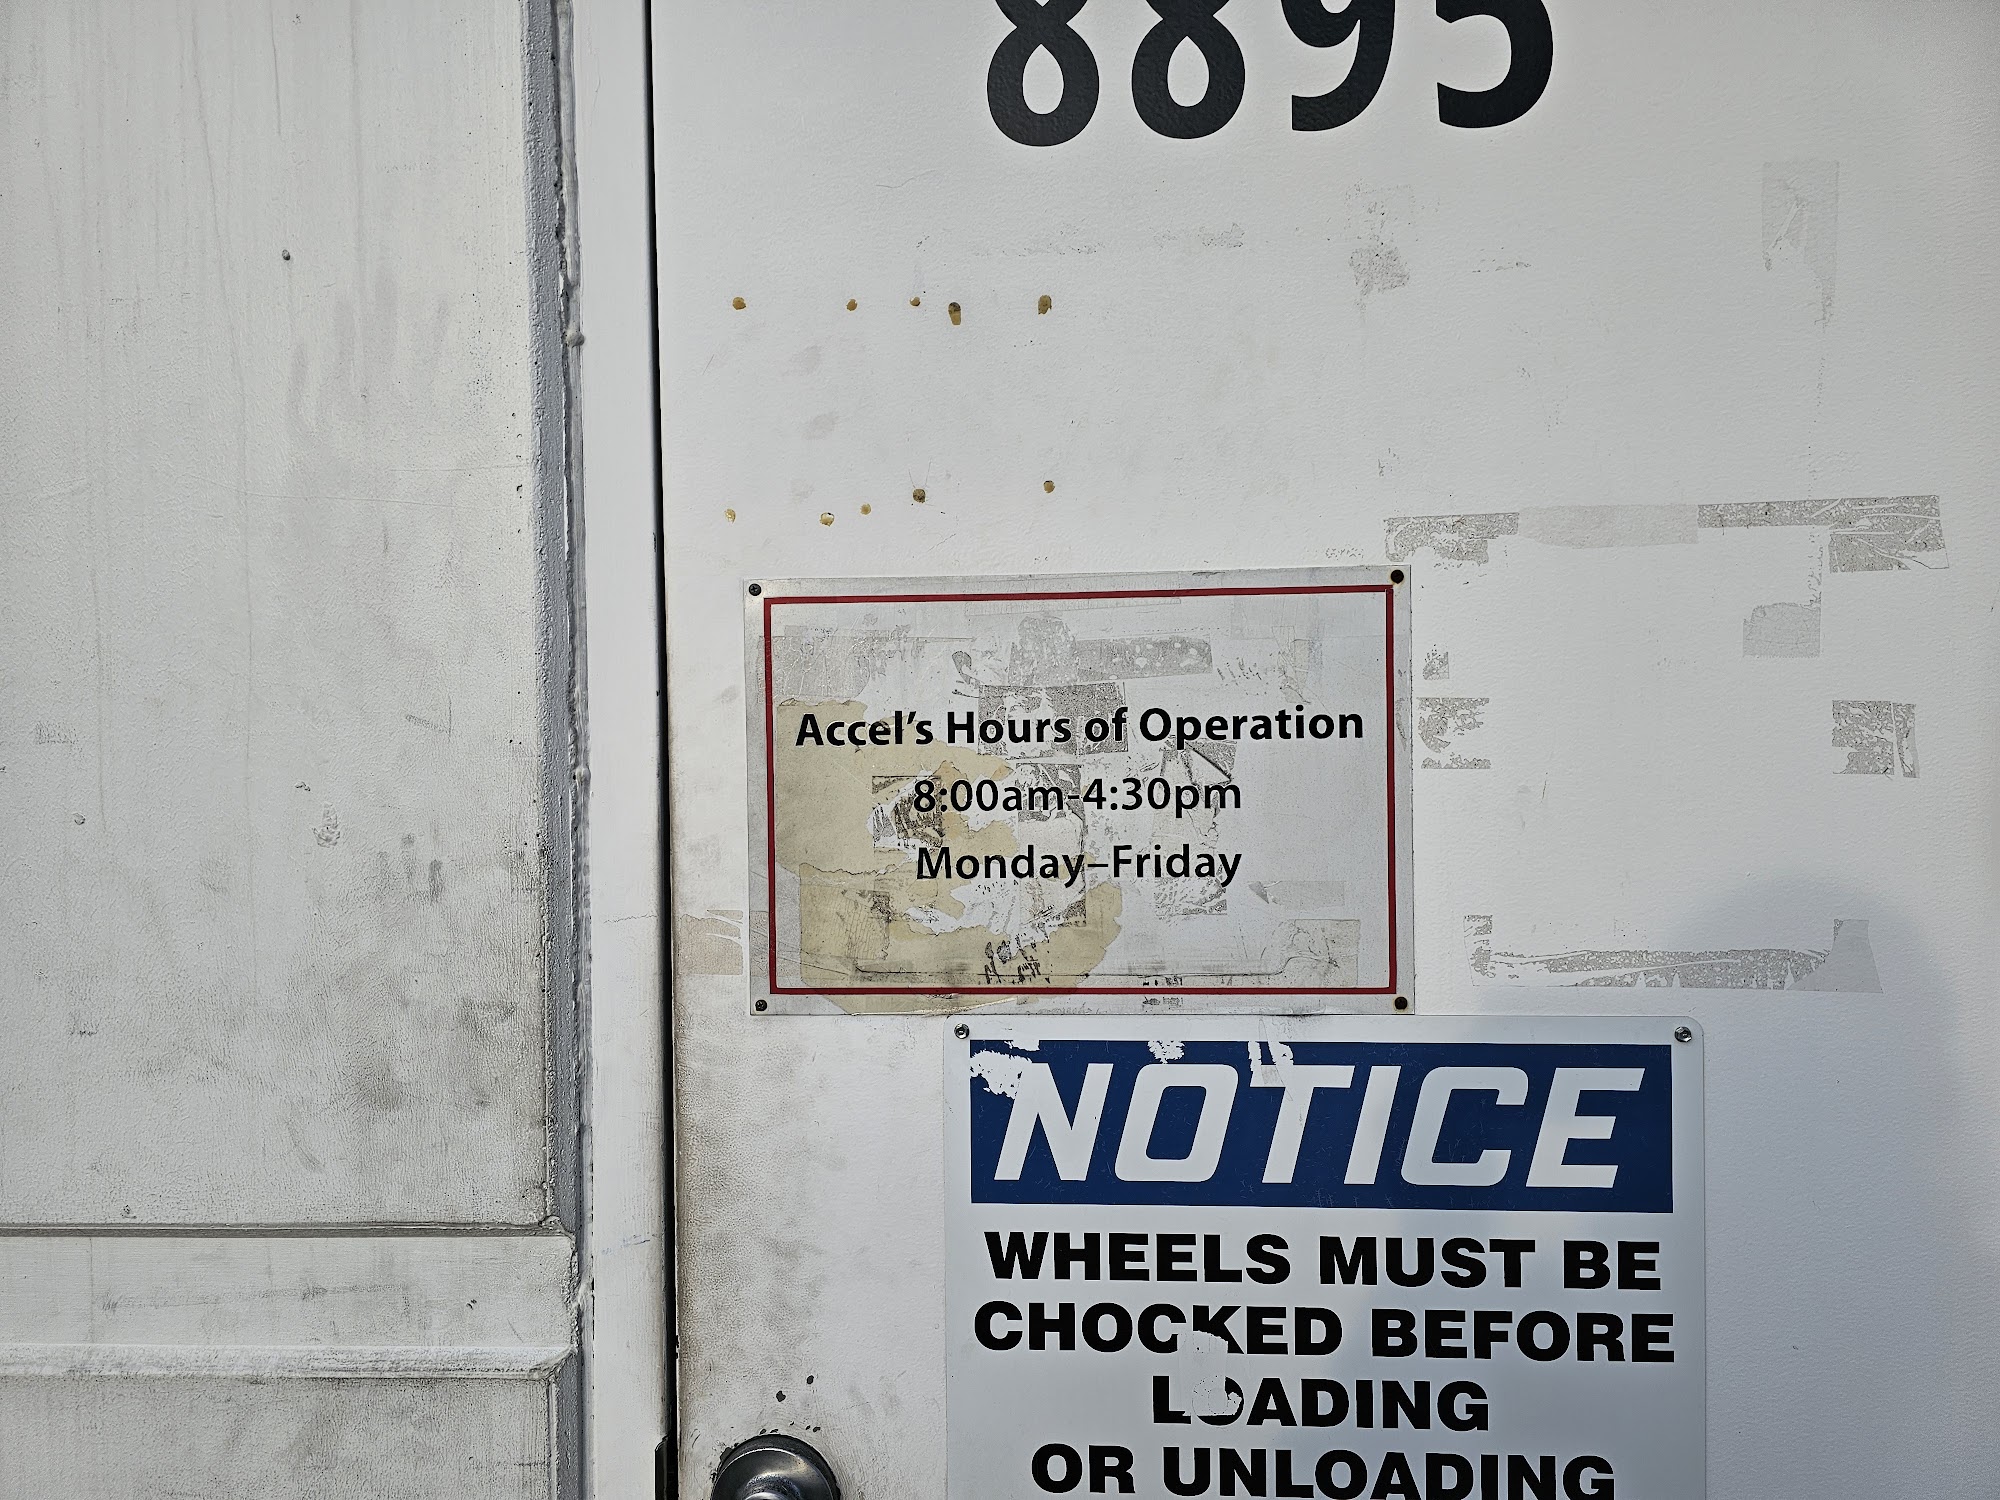 8895
Accel's Hours of Operation
8:00am-4:30pm
Monday–Friday
NOTICE
WHEELS MUST BE
CHOCKED BEFORE
LOADING
OR UNLOADING